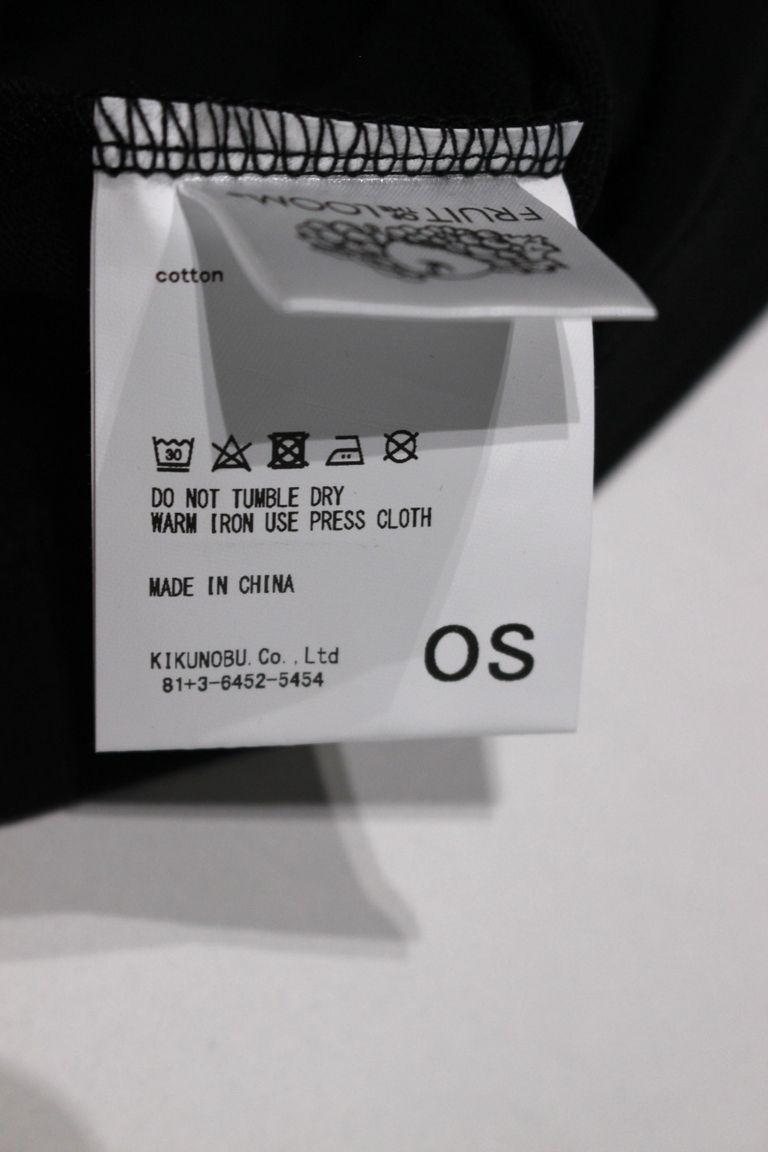 FRUIT OF THE LOOM
cotton
30
DO NOT TUMBLE DRY
WARM IRON USE PRESS CLOTH
MADE IN CHINA
KIKUNOBU.Co.,Ltd
81+3-6452-5454
OS